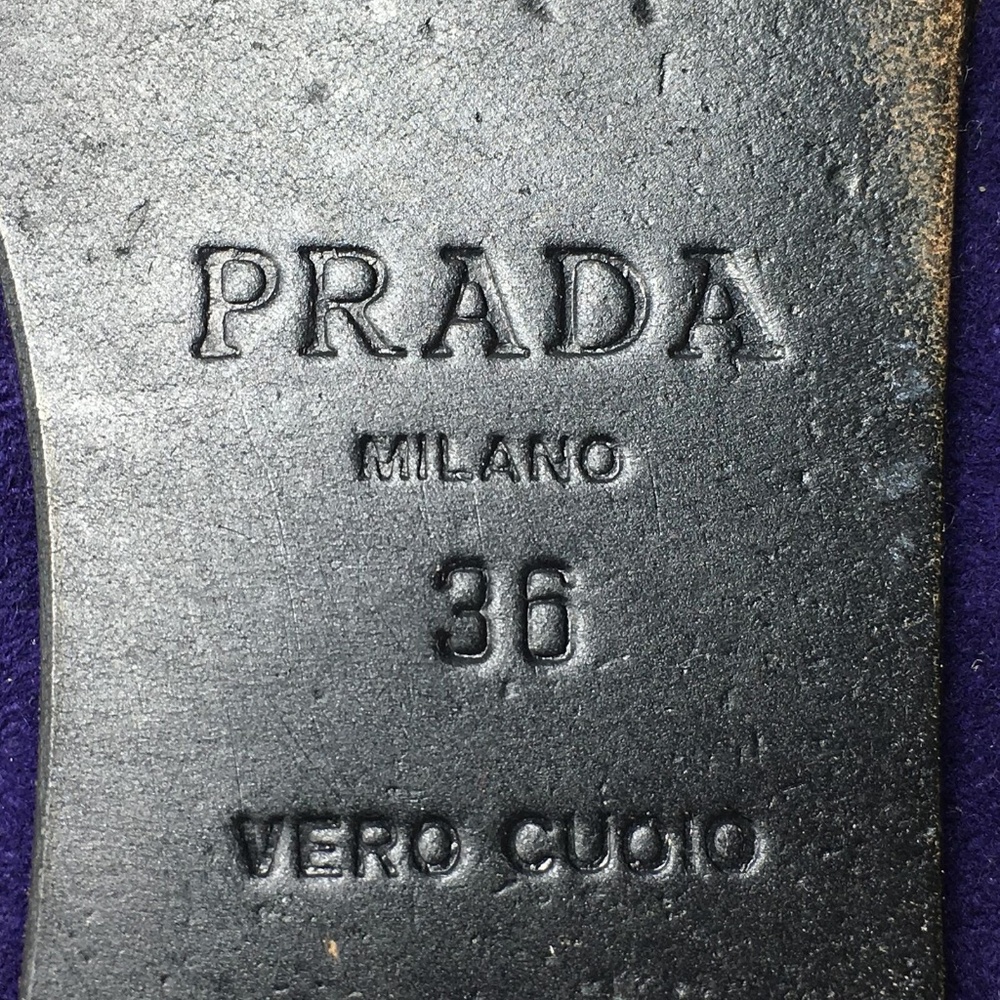 PRADA
MILANO
36
VERO CUOIO